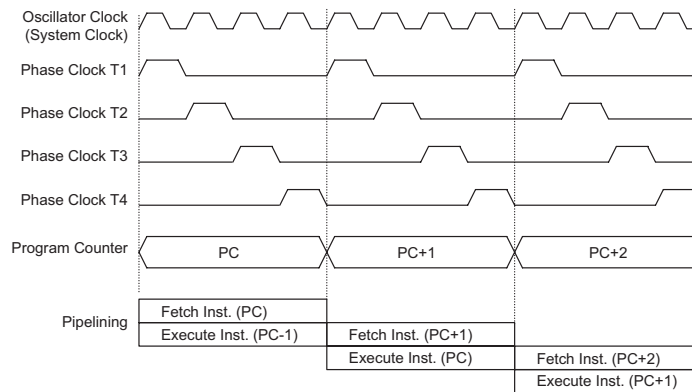 Oscillator Clock
(System Clock)
Phase Clock T1
Phase Clock T2
Phase Clock T3
Phase Clock T4
Program Counter
PC
PC+1
PC+2
Pipelining
Fetch Inst. (PC)
Execute Inst. (PC-1)
Fetch Inst. (PC+1)
Execute Inst. (PC)
Fetch Inst. (PC+2)
Execute Inst. (PC+1)